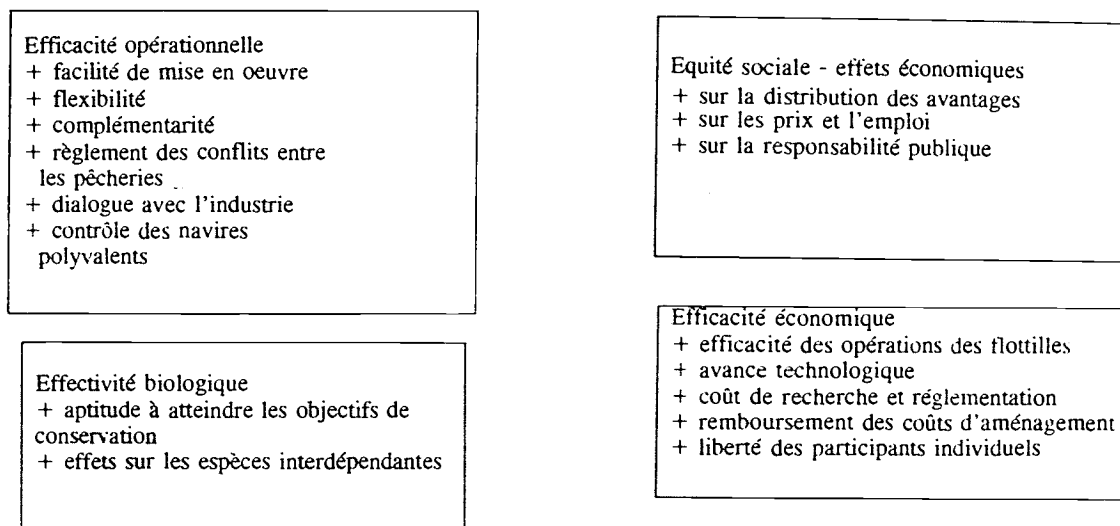 Efficacité opérationnelle
+ facilité de mise en oeuvre
+ flexibilité
+ complémentarité
+ règlement des conflits entre
les pêcheries
+ dialogue avec l'industrie
+ contrôle des navires
polyvalents
Effectivité biologique
+ aptitude à atteindre les objectifs de
conservation
+ effets sur les espèces interdépendantes
Equité sociale - effets économiques
+ sur la distribution des avantages
+ sur les prix et l'emploi
+ sur la responsabilité publique
Efficacité économique
+ efficacité des opérations des flottilles
+ avance technologique
+ coût de recherche et réglementation
+ remboursement des coûts d'aménagement
+ liberté des participants individuels